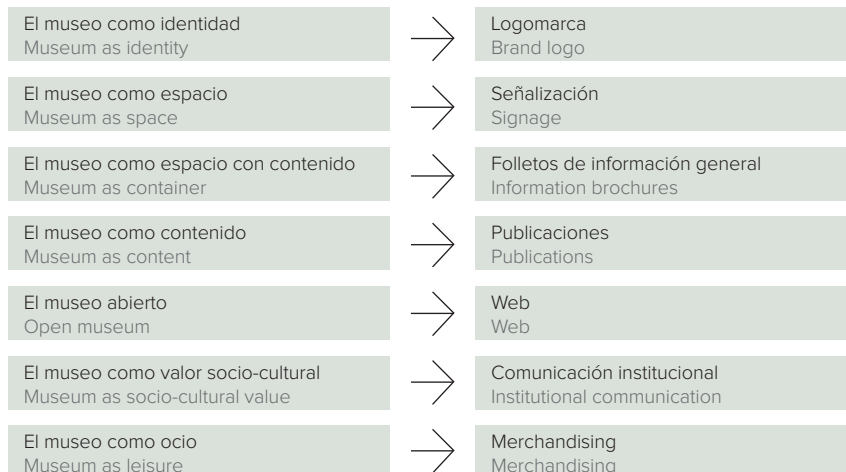 El museo como identidad
Museum as identity
Logomarca
Brand logo
El museo como espacio
Museum as space
Señalización
Signage
El museo como espacio con contenido
Museum as container
Folletos de información general
Information brochures
El museo como contenido
Museum as content
Publicaciones
Publications
El museo abierto
Open museum
Web
Web
El museo como valor socio-cultural
Museum as socio-cultural value
Comunicación institucional
Institutional communication
El museo como ocio
Museum as leisure
Merchandising
Merchandising